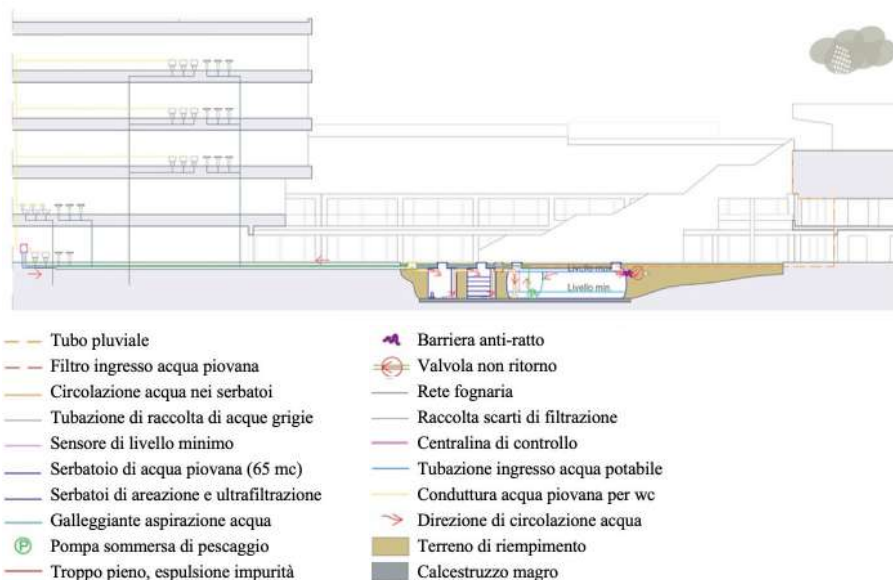 Livello max.
Livello min.
Tubo pluviale
Filtro ingresso acqua piovana
Circolazione acqua nei serbatoi
Tubazione di raccolta di acque grigie
Sensore di livello minimo
Serbatoio di acqua piovana (65 mc)
Serbatoi di areazione e ultrafiltrazione
Galleggiante aspirazione acqua
P Pompa sommersa di pescaggio
Troppo pieno, espulsione impurità
Barriera anti-ratto
Valvola non ritorno
Rete fognaria
Raccolta scarti di filtrazione
Centralina di controllo
Tubazione ingresso acqua potabile
Conduttura acqua piovana per wc
Direzione di circolazione acqua
Terreno di riempimento
Calcestruzzo magro